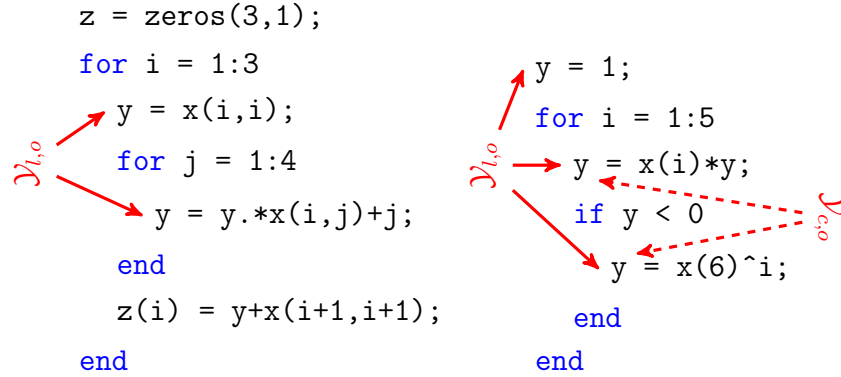 z = zeros(3,1);
for i = 1:3
y = x(i,i);
for j = 1:4
y = y.*x(i,j)+j;
end
z(i) = y+x(i+1,i+1);
end
𝒴l,o
y = 1;
for i = 1:5
y = x(i)*y;
if y < 0
y = x(6)^i;
end
end
𝒴l,o
𝒴c,o